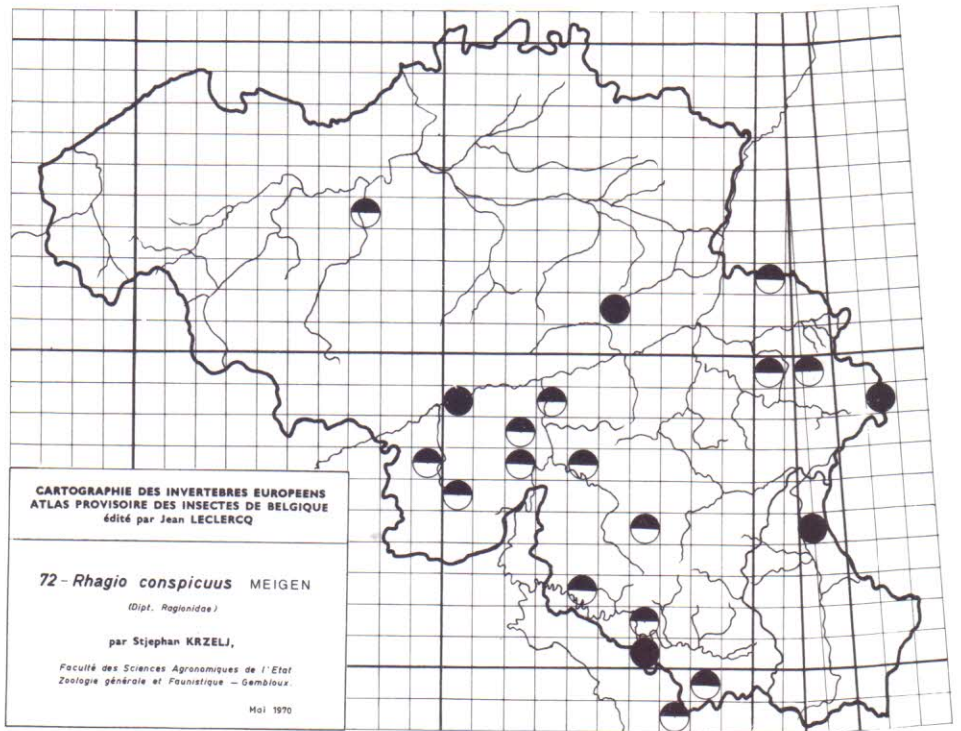 CARTOGRAPHIE DES INVERTEBRES EUROPEENS
ATLAS PROVISOIRE DES INSECTES DE BELGIQUE
édité par Jean LECLERCQ
72 – Rhagio conspicuus MEIGEN
(Dipt. Ragionidae)
par Stjephan KRZELJ,
Faculté des Sciences Agronomiques de l'Etat
Zoologie générale et Faunistique – Gembloux.
Mai 1970